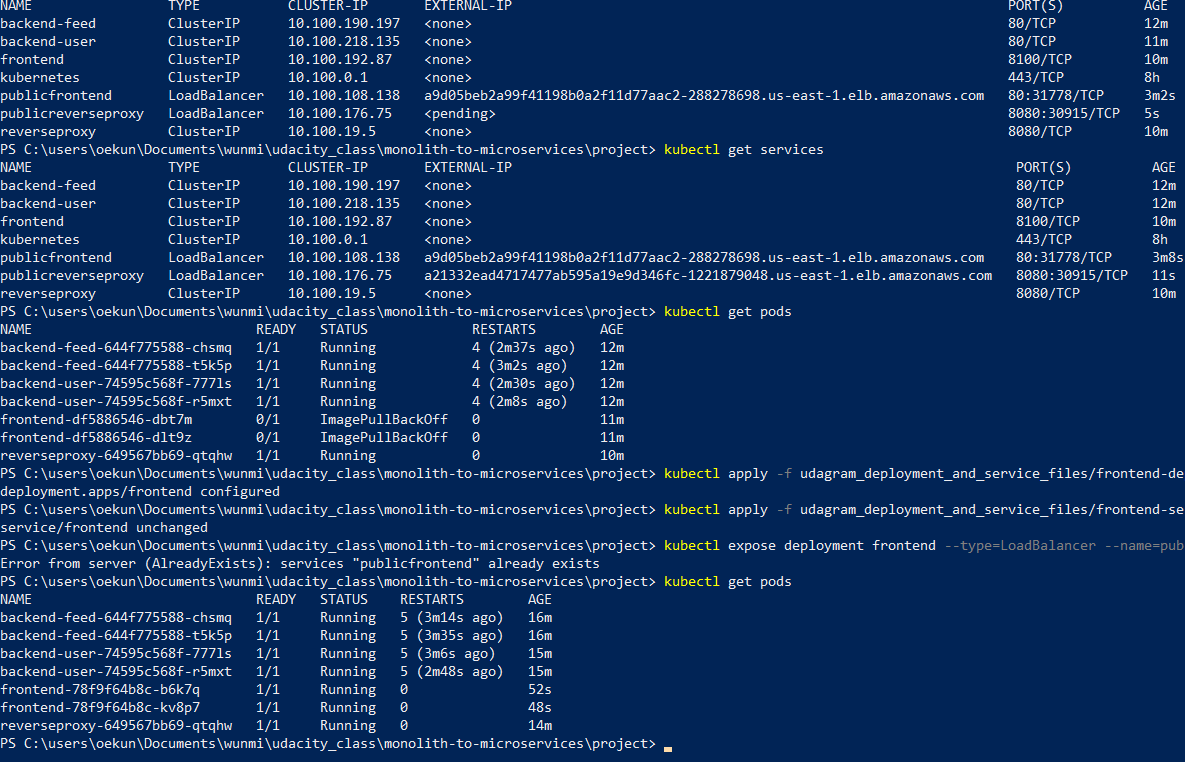 NAME TYPE CLUSTER-IP EXTERNAL-IP PORT(S) AGE
backend-feed ClusterIP 10.100.190.197 <none> 80/TCP 12m
backend-user ClusterIP 10.100.218.135 <none> 80/TCP 11m
frontend ClusterIP 10.100.192.87 <none> 8100/TCP 10m
kubernetes ClusterIP 10.100.0.1 <none> 443/TCP 8h
publicfrontend LoadBalancer 10.100.108.138 a9d05beb2a99f41198b0a2f11d77aac2-288278698.us-east-1.elb.amazonaws.com 80:31778/TCP 3m2s
publicreverseproxy LoadBalancer 10.100.176.75 <pending> 8080:30915/TCP 5s
reverseproxy ClusterIP 10.100.19.5 <none> 8080/TCP 10m
PS C:\users\oekun\Documents\wunmi\udacity_class\monolith-to-microservices\project> kubectl get services
NAME TYPE CLUSTER-IP EXTERNAL-IP PORT(S) AGE
backend-feed ClusterIP 10.100.190.197 <none> 80/TCP 12m
backend-user ClusterIP 10.100.218.135 <none> 80/TCP 12m
frontend ClusterIP 10.100.192.87 <none> 8100/TCP 10m
kubernetes ClusterIP 10.100.0.1 <none> 443/TCP 8h
publicfrontend LoadBalancer 10.100.108.138 a9d05beb2a99f41198b0a2f11d77aac2-288278698.us-east-1.elb.amazonaws.com 80:31778/TCP 3m8s
publicreverseproxy LoadBalancer 10.100.176.75 a21332ead4717477ab595a19e9d346fc-1221879048.us-east-1.elb.amazonaws.com 8080:30915/TCP 11s
reverseproxy ClusterIP 10.100.19.5 <none> 8080/TCP 10m
PS C:\users\oekun\Documents\wunmi\udacity_class\monolith-to-microservices\project> kubectl get pods
NAME READY STATUS RESTARTS AGE
backend-feed-644f775588-chsmq 1/1 Running 4 (2m37s ago) 12m
backend-feed-644f775588-t5k5p 1/1 Running 4 (3m2s ago) 12m
backend-user-74595c568f-777ls 1/1 Running 4 (2m30s ago) 12m
backend-user-74595c568f-r5mxt 1/1 Running 4 (2m8s ago) 12m
frontend-df5886546-dbt7m 0/1 ImagePullBackOff 0 11m
frontend-df5886546-dlt9z 0/1 ImagePullBackOff 0 11m
reverseproxy-649567bb69-qtqhw 1/1 Running 0 10m
PS C:\users\oekun\Documents\wunmi\udacity_class\monolith-to-microservices\project> kubectl apply -f udagram_deployment_and_service_files/frontend-de
deployment.apps/frontend configured
PS C:\users\oekun\Documents\wunmi\udacity_class\monolith-to-microservices\project> kubectl apply -f udagram_deployment_and_service_files/frontend-se
service/frontend unchanged
PS C:\users\oekun\Documents\wunmi\udacity_class\monolith-to-microservices\project> kubectl expose deployment frontend --type=LoadBalancer --name=pub
Error from server (AlreadyExists): services "publicfrontend" already exists
PS C:\users\oekun\Documents\wunmi\udacity_class\monolith-to-microservices\project> kubectl get pods
NAME READY STATUS RESTARTS AGE
backend-feed-644f775588-chsmq 1/1 Running 5 (3m14s ago) 16m
backend-feed-644f775588-t5k5p 1/1 Running 5 (3m35s ago) 16m
backend-user-74595c568f-777ls 1/1 Running 5 (3m6s ago) 15m
backend-user-74595c568f-r5mxt 1/1 Running 5 (2m48s ago) 15m
frontend-78f9f64b8c-b6k7q 1/1 Running 0 52s
frontend-78f9f64b8c-kv8p7 1/1 Running 0 48s
reverseproxy-649567bb69-qtqhw 1/1 Running 0 14m
PS C:\users\oekun\Documents\wunmi\udacity_class\monolith-to-microservices\project>